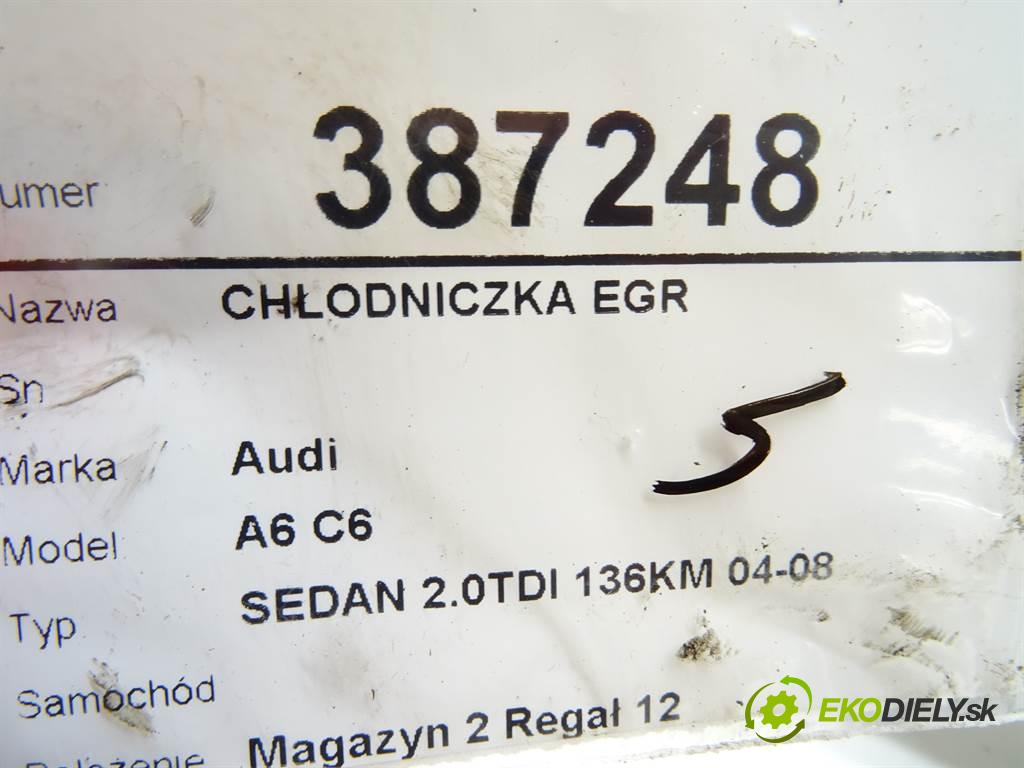 umer 387248
Nazwa CHŁODNICZKA EGR
Sn
5
Marka Audi
Model A6 C6
Typ SEDAN 2.0TDI 136KM 04-08
Samochód
Położenie Magazyn 2 Regał 12
EKODIELY.sk